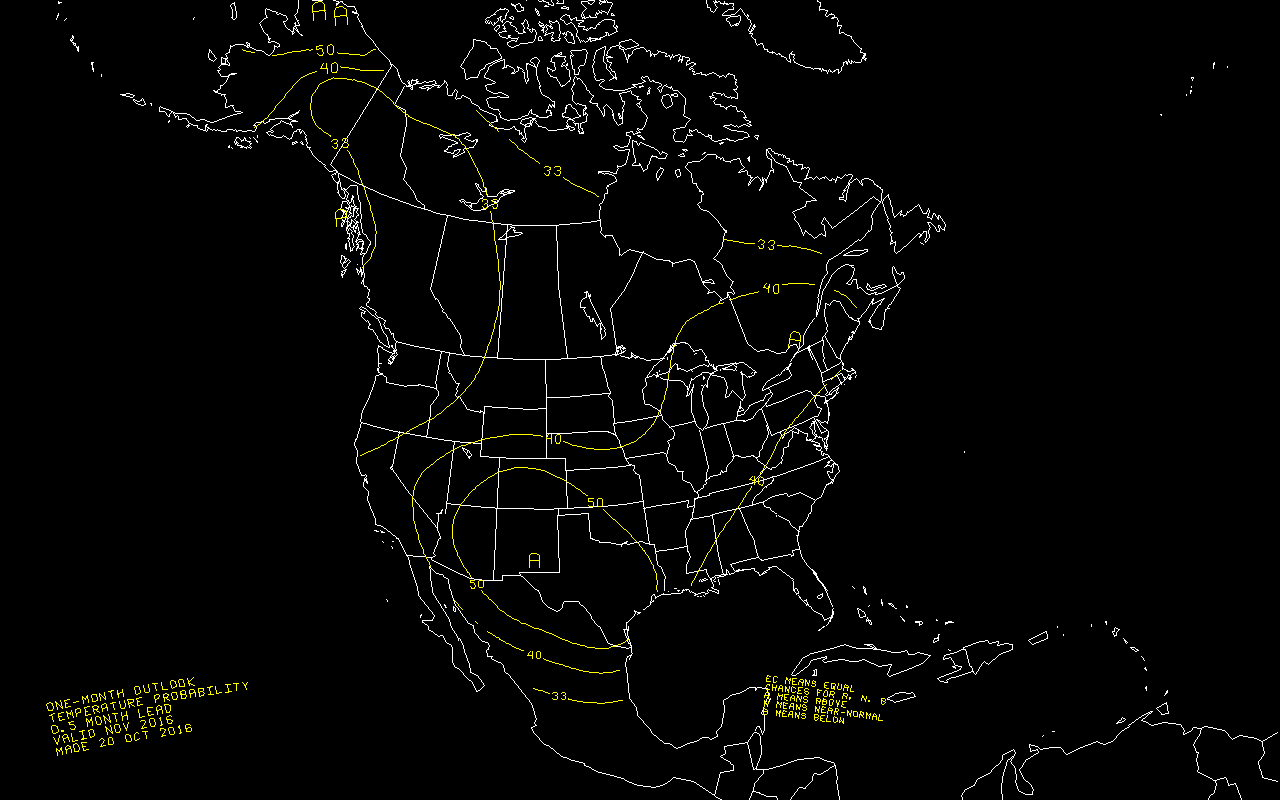 A A
50
40
33
33
A
33
33
40
A
40
40
50
A
50
40
33
ONE-MONTH OUTLOOK
TEMPERATURE PROBABILITY
0.5 MONTH LEAD
VALID NOV 2016
MADE 20 OCT 2016
EC MEANS EQUAL
CHANCES FOR A, N, B
A MEANS ABOVE
N MEANS NEAR-NORMAL
B MEANS BELOW